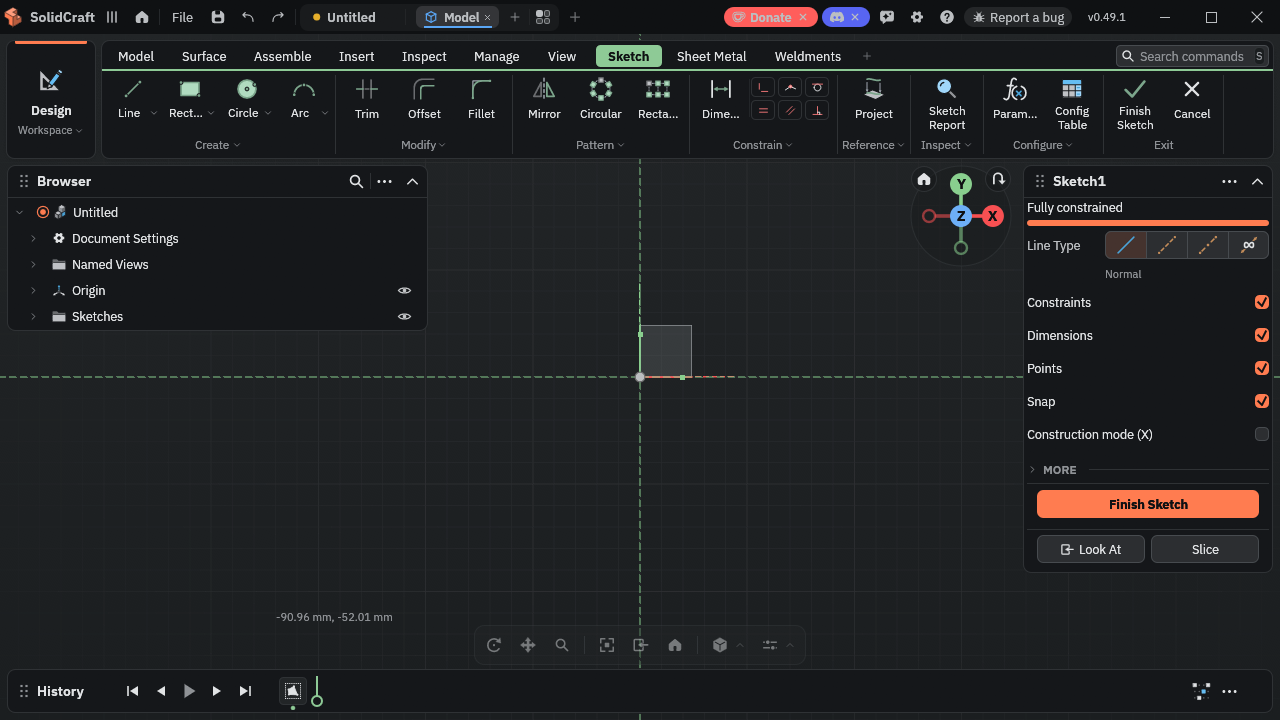 SolidCraft
File
Untitled
Model
Donate
Report a bug
v0.49.1
Design
Workspace
Model Surface Assemble Insert Inspect Manage View Sketch Sheet Metal Weldments
Search commands S
Line Rect... Circle Arc
Create
Trim Offset Fillet
Modify
Mirror Circular Recta...
Pattern
Dime...
Constrain
Project
Reference
Sketch Report
Inspect
Param... Config Table
Configure
Finish Sketch Cancel
Exit
Browser
Untitled
Document Settings
Named Views
Origin
Sketches
Y
Z
X
Sketch1
Fully constrained
Line Type
Normal
Constraints
Dimensions
Points
Snap
Construction mode (X)
MORE
Finish Sketch
Look At
Slice
-90.96 mm, -52.01 mm
History